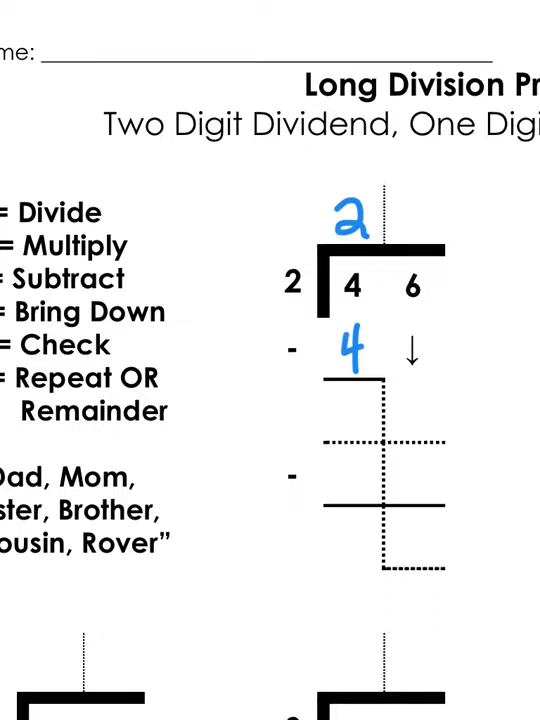 me:
Long Division Pr
Two Digit Dividend, One Digi
= Divide
= Multiply
= Subtract
= Bring Down
= Check
= Repeat OR
Remainder
Dad, Mom,
ster, Brother,
ousin, Rover”
2
2 4 6
- 4 ↓
-